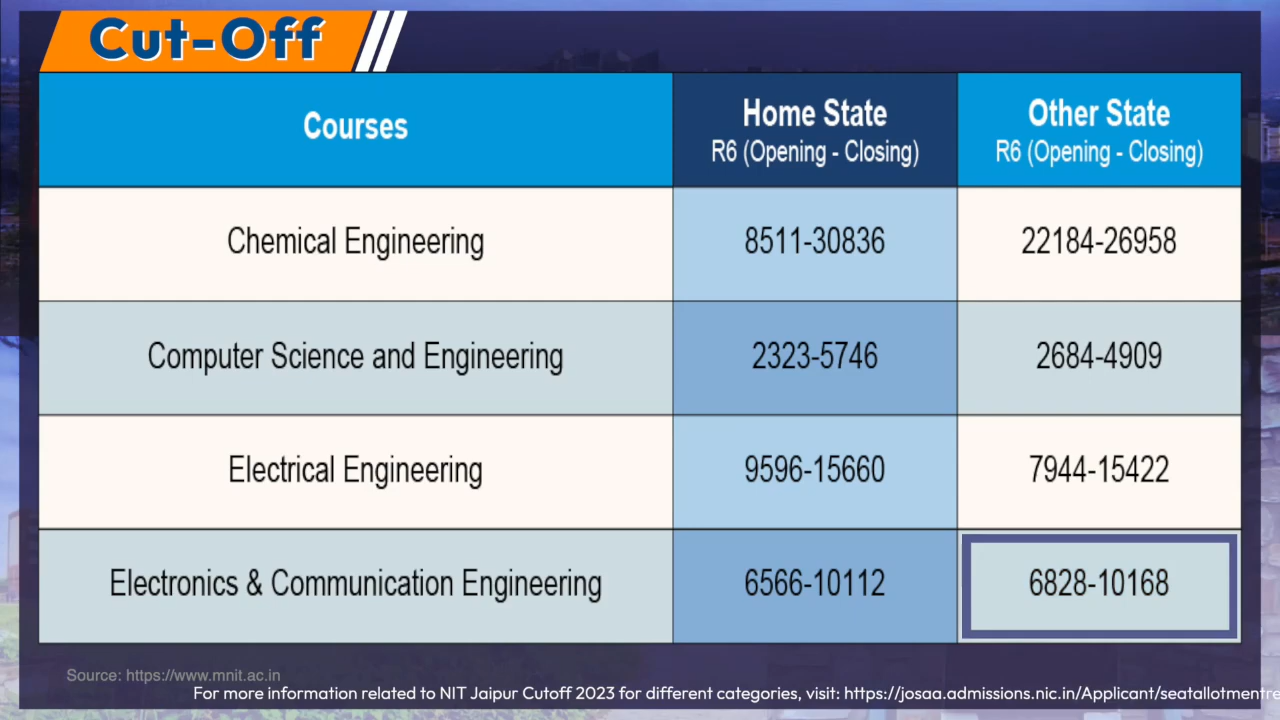 Cut-Off
Courses
Home State
R6 (Opening - Closing)
Other State
R6 (Opening - Closing)
Chemical Engineering
8511-30836
22184-26958
Computer Science and Engineering
2323-5746
2684-4909
Electrical Engineering
9596-15660
7944-15422
Electronics & Communication Engineering
6566-10112
6828-10168
Source: https://www.mnit.ac.in
For more information related to NIT Jaipur Cutoff 2023 for different categories, visit: https://josaa.admissions.nic.in/Applicant/seatallotmentre